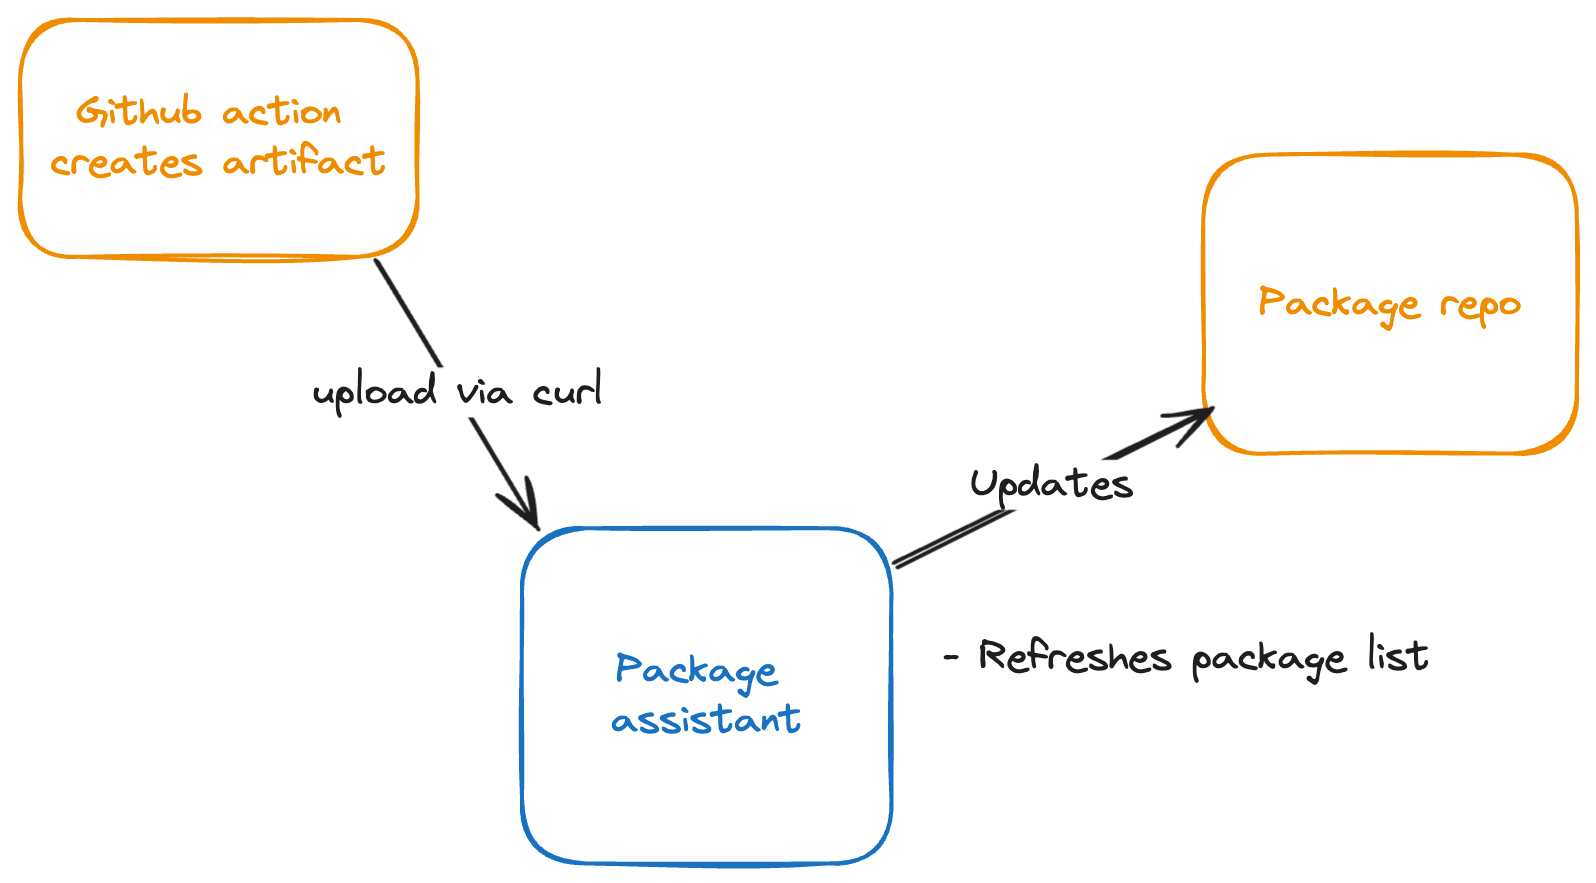 Github action
creates artifact
Package repo
upload via curl
Updates
- Refreshes package list
Package
assistant